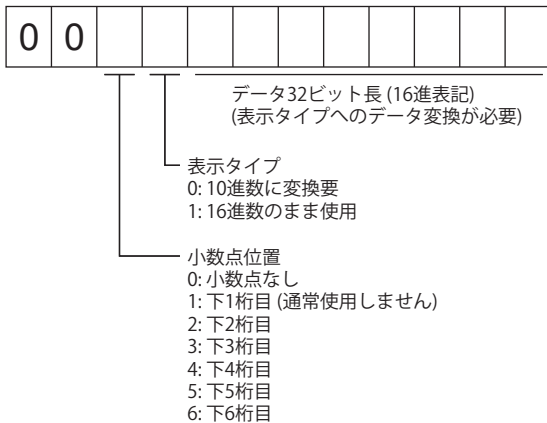 0 0
データ32ビット長 (16進表記)
(表示タイプへのデータ変換が必要)
表示タイプ
0: 10進数に変換要
1: 16進数のまま使用
小数点位置
0: 小数点なし
1: 下1桁目 (通常使用しません)
2: 下2桁目
3: 下3桁目
4: 下4桁目
5: 下5桁目
6: 下6桁目